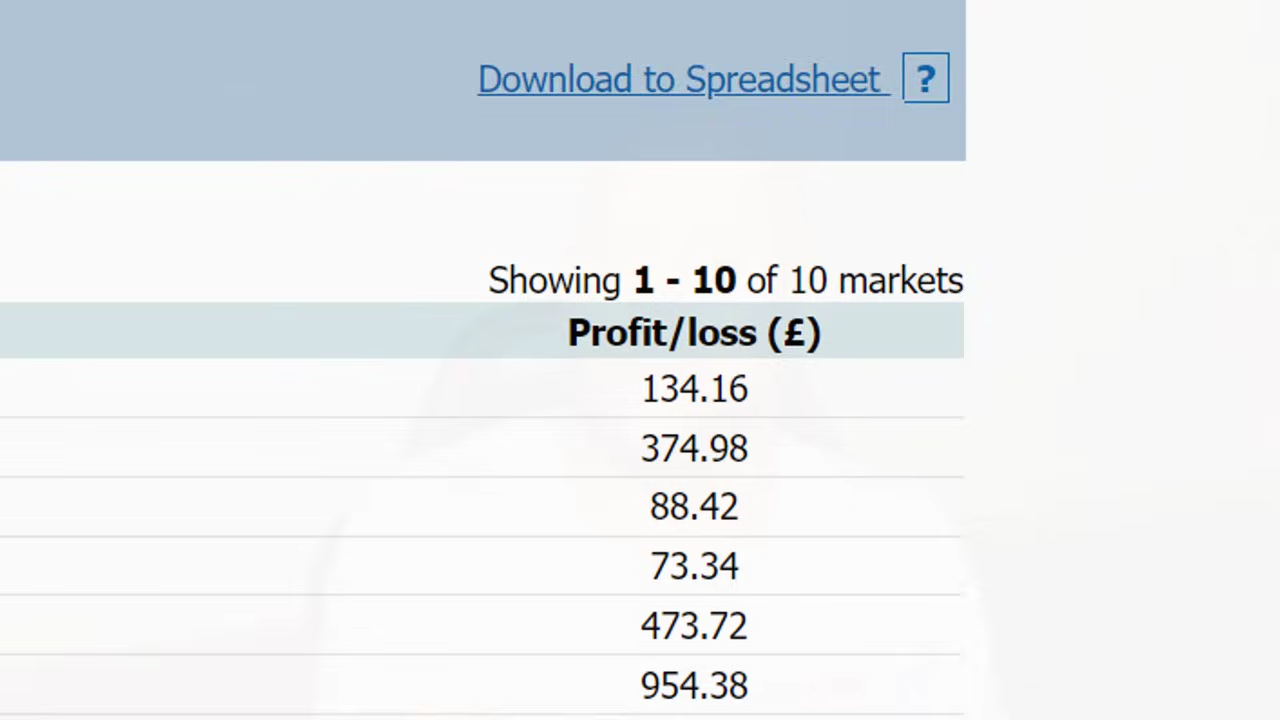 Download to Spreadsheet ?
Showing 1 - 10 of 10 markets
Profit/loss (£)
134.16
374.98
88.42
73.34
473.72
954.38